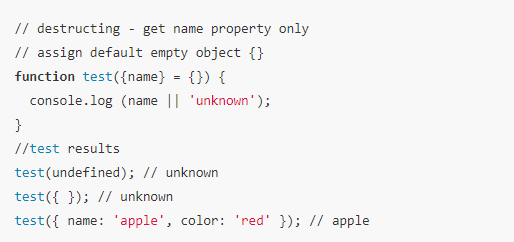 // destructing - get name property only
// assign default empty object {}
function test({name} = {}) {
  console.log (name || 'unknown');
}
//test results
test(undefined); // unknown
test({ }); // unknown
test({ name: 'apple', color: 'red' }); // apple